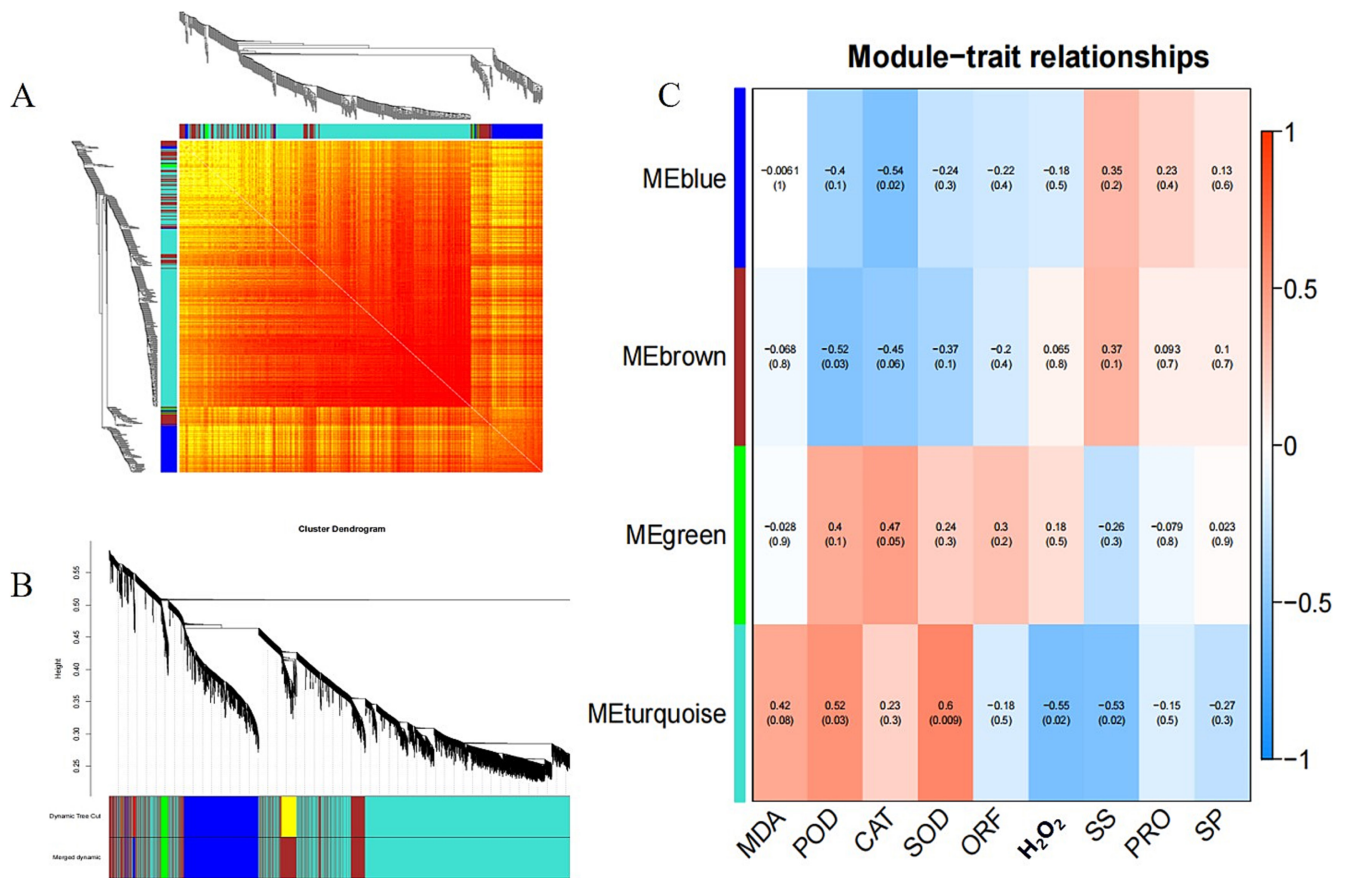 A
B
Cluster Dendrogram
Height
0.55
0.50
0.45
0.40
0.35
0.30
0.25
Dynamic Tree Cut
Merged dynamic
C
Module−trait relationships
MEblue
−0.0061 −0.4 −0.54 −0.24 −0.22 −0.18 0.35 0.23 0.13
(1) (0.1) (0.02) (0.3) (0.4) (0.5) (0.2) (0.4) (0.6)
MEbrown
−0.068 −0.52 −0.45 −0.37 −0.2 0.065 0.37 0.093 0.1
(0.8) (0.03) (0.06) (0.1) (0.4) (0.8) (0.1) (0.7) (0.7)
MEgreen
−0.028 0.4 0.47 0.24 0.3 0.18 −0.26 −0.079 0.023
(0.9) (0.1) (0.05) (0.3) (0.2) (0.5) (0.3) (0.8) (0.9)
MEturquoise
0.42 0.52 0.23 0.6 −0.18 −0.55 −0.53 −0.15 −0.27
(0.08) (0.03) (0.3) (0.009) (0.5) (0.02) (0.02) (0.5) (0.3)
MDA POD CAT SOD ORF H₂O₂ SS PRO SP
1
0.5
0
−0.5
−1